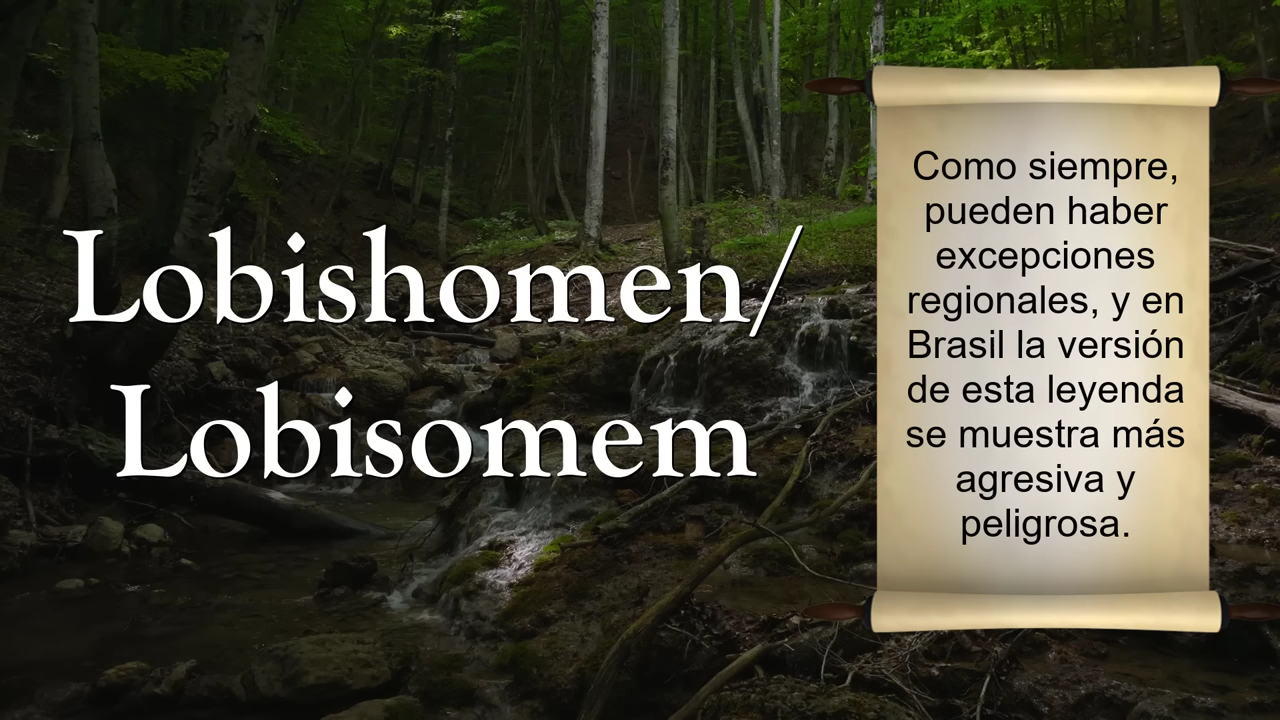 Lobishomen/
Lobisomem
Como siempre,
pueden haber
excepciones
regionales, y en
Brasil la versión
de esta leyenda
se muestra más
agresiva y
peligrosa.